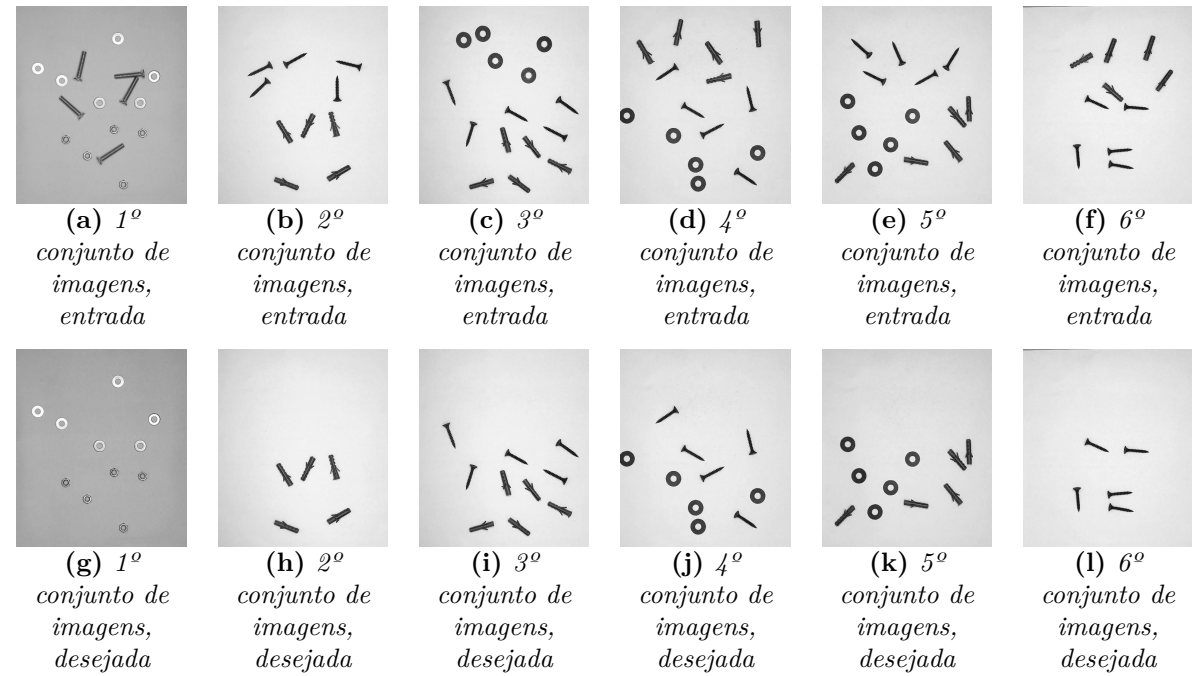 (a) 1º
conjunto de
imagens,
entrada
(b) 2º
conjunto de
imagens,
entrada
(c) 3º
conjunto de
imagens,
entrada
(d) 4º
conjunto de
imagens,
entrada
(e) 5º
conjunto de
imagens,
entrada
(f) 6º
conjunto de
imagens,
entrada
(g) 1º
conjunto de
imagens,
desejada
(h) 2º
conjunto de
imagens,
desejada
(i) 3º
conjunto de
imagens,
desejada
(j) 4º
conjunto de
imagens,
desejada
(k) 5º
conjunto de
imagens,
desejada
(l) 6º
conjunto de
imagens,
desejada